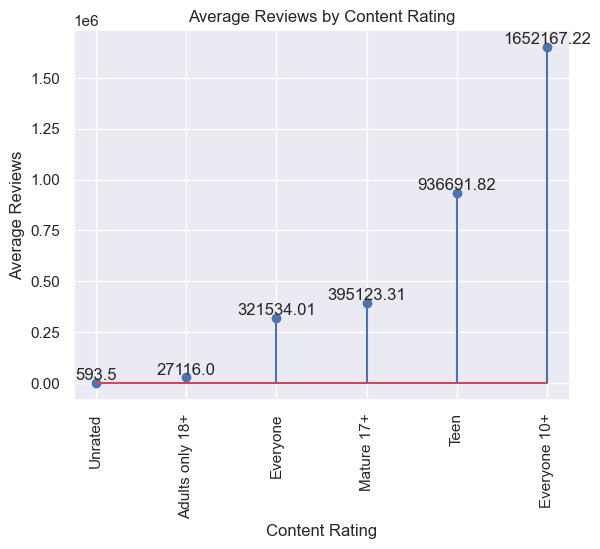 Average Reviews by Content Rating
1e6
1652167.22
1.50
1.25
1.00
936691.82
0.75
Average Reviews
0.50
395123.31
321534.01
0.25
27116.0
593.5
0.00
Unrated
Adults only 18+
Everyone
Mature 17+
Teen
Everyone 10+
Content Rating